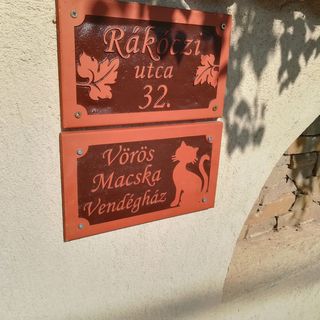 Rákóczi
utca
32.
Vörös
Macska
Vendégház